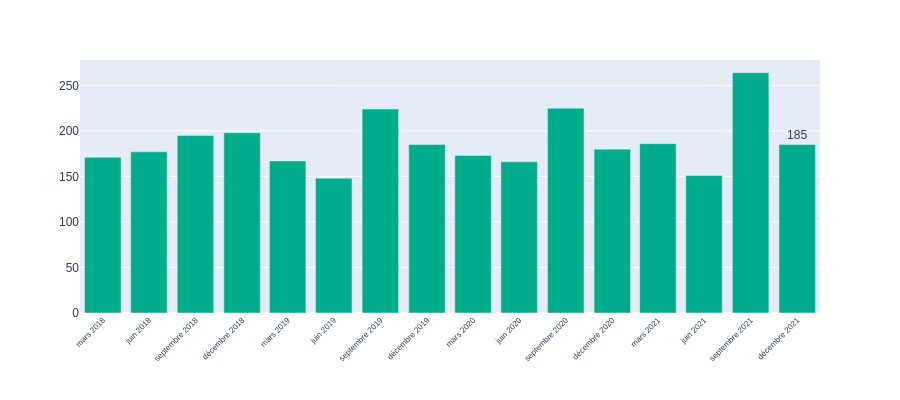 250
200
150
100
50
0
185
mars 2018
juin 2018
septembre 2018
décembre 2018
mars 2019
juin 2019
septembre 2019
décembre 2019
mars 2020
juin 2020
septembre 2020
décembre 2020
mars 2021
juin 2021
septembre 2021
décembre 2021